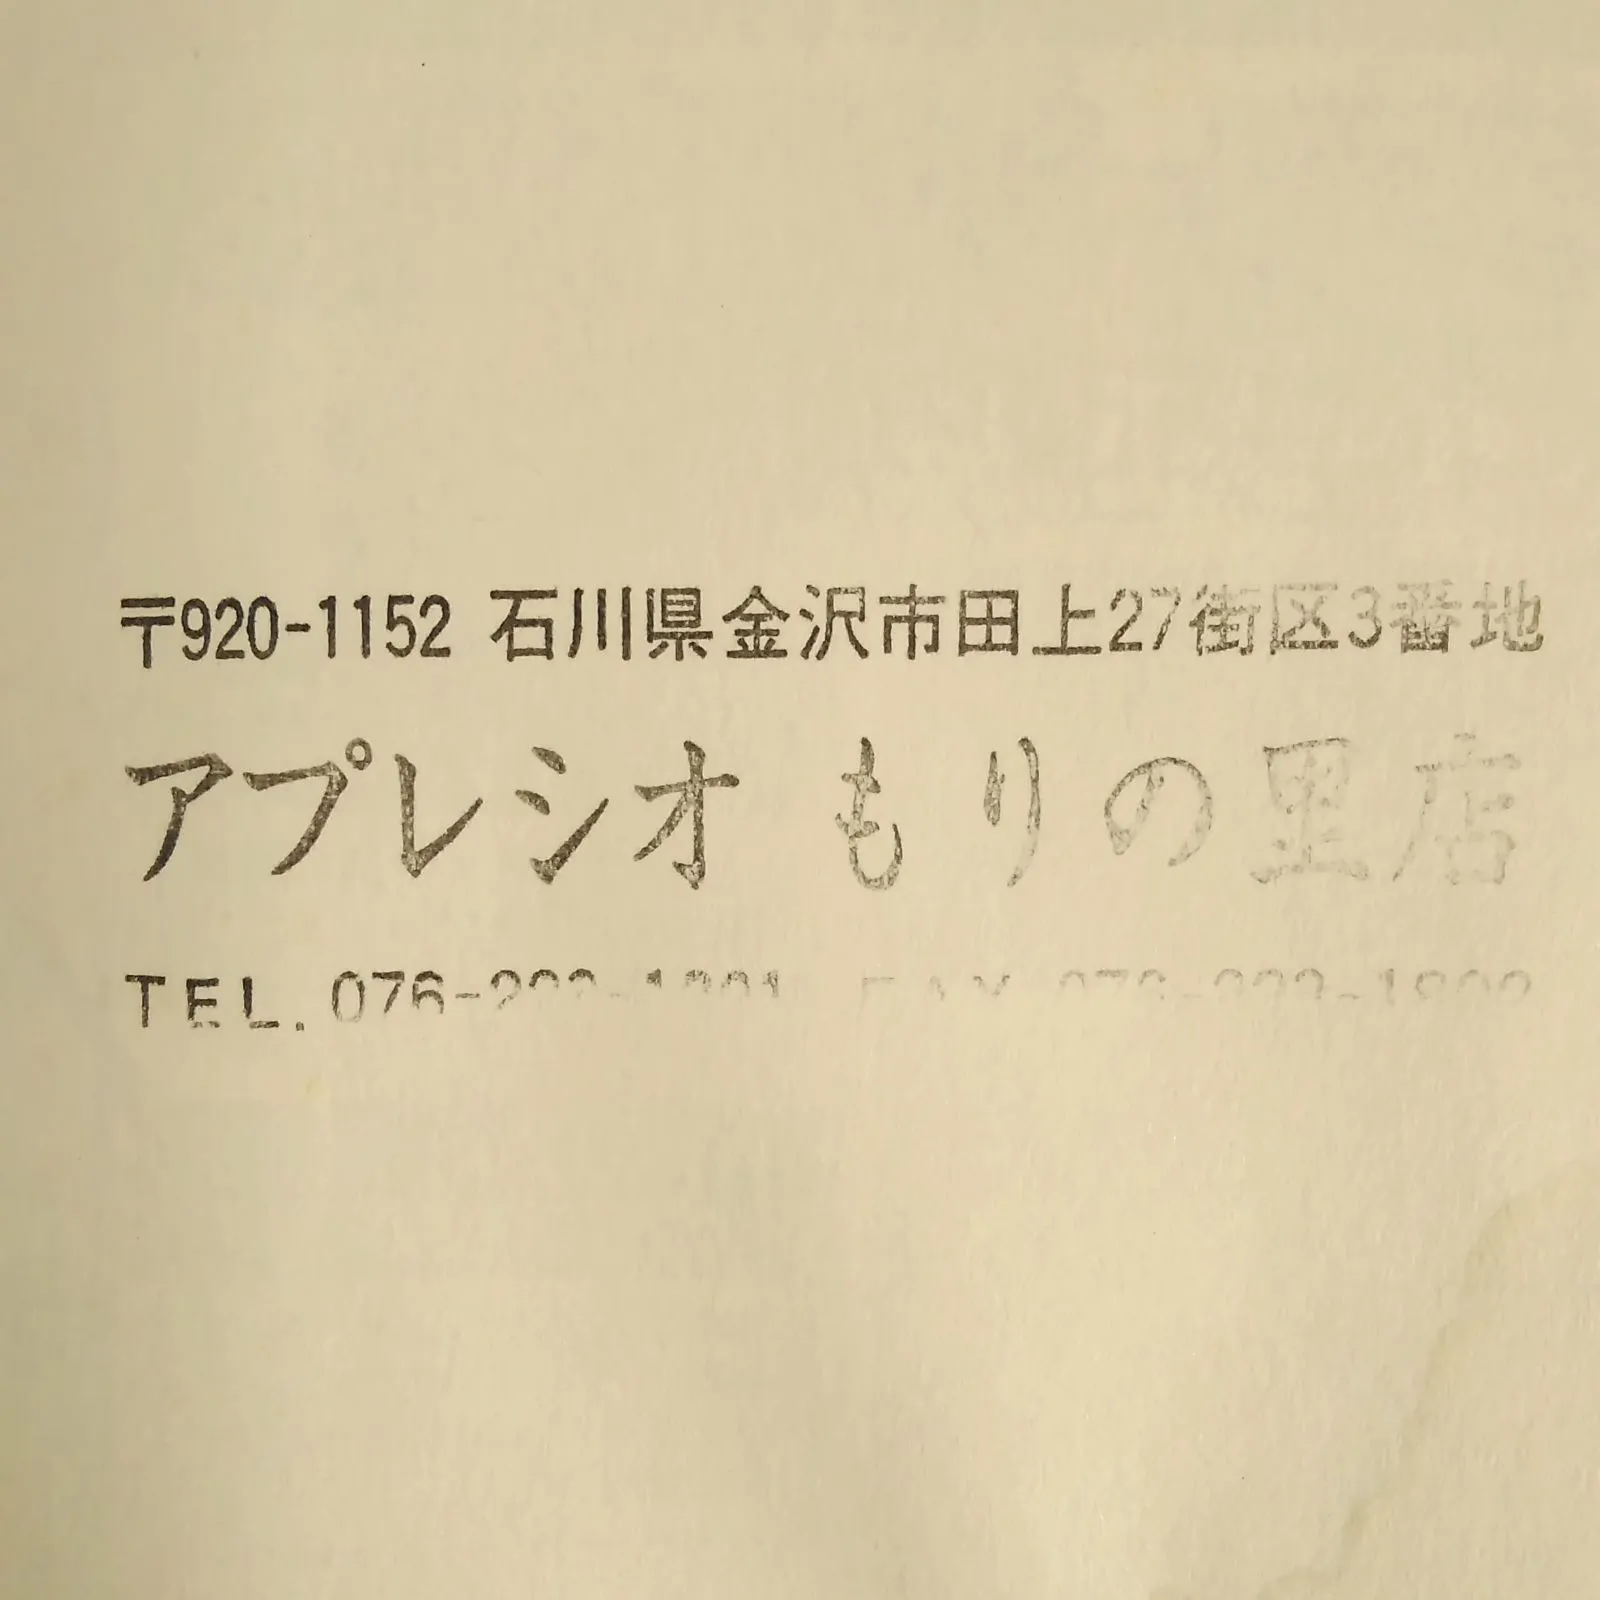 〒920-1152 石川県金沢市田上27街区3番地
アプレシオ もりの里店
TEL. FAX